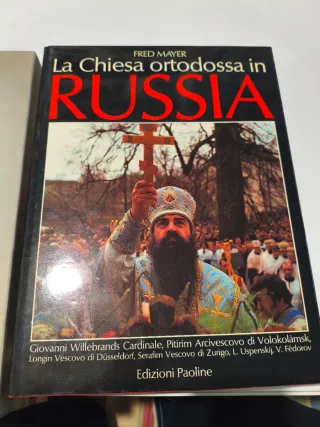 FRED MAYER
La Chiesa ortodossa in
RUSSIA
Giovanni Willebrands Cardinale, Pitirim Arcivescovo di Volokolàmsk,
Longin Vescovo di Düsseldorf, Serafim Vescovo di Zurigo, L. Uspenskij, V. Fëdorov
Edizioni Paoline